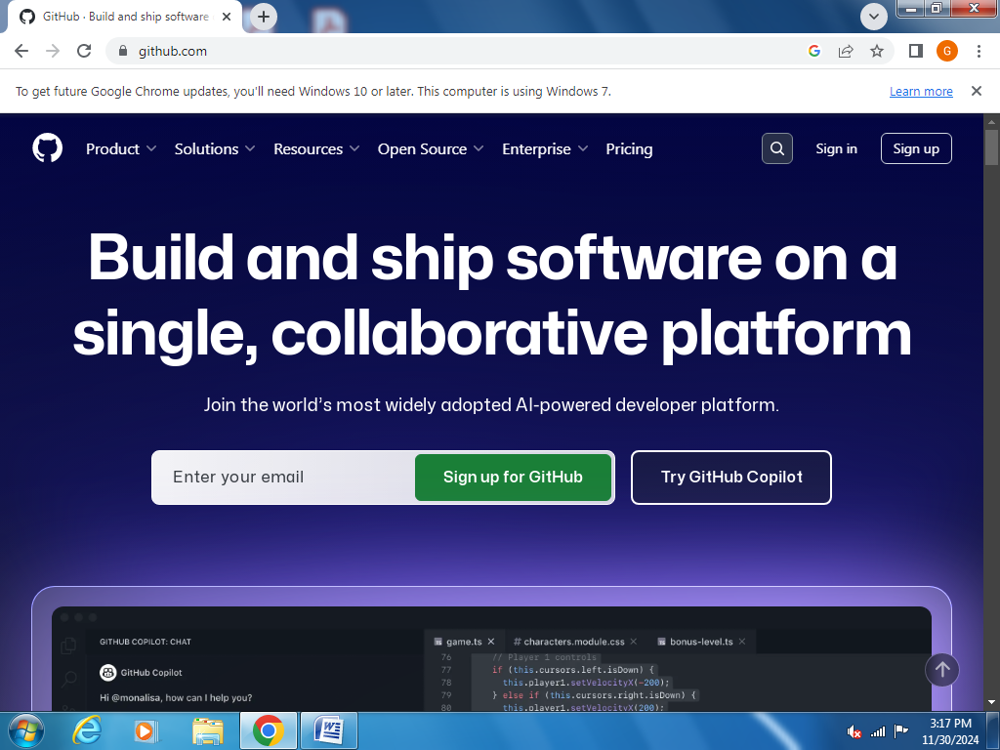 GitHub · Build and ship software
github.com
G
To get future Google Chrome updates, you'll need Windows 10 or later. This computer is using Windows 7.
Learn more
Product
Solutions
Resources
Open Source
Enterprise
Pricing
Sign in
Sign up
Build and ship software on a
single, collaborative platform
Join the world's most widely adopted AI-powered developer platform.
Enter your email
Sign up for GitHub
Try GitHub Copilot
GITHUB COPILOT: CHAT
GitHub Copilot
Hi @monalisa, how can I help you?
game.ts
# characters.module.css
bonus-level.ts
76 // Player 1 controls
77 if (this.cursors.left.isDown) {
78 this.player1.setVelocityX(-200);
79 } else if (this.cursors.right.isDown) {
80 this.player1.setVelocityX(200);
3:17 PM
11/30/2024